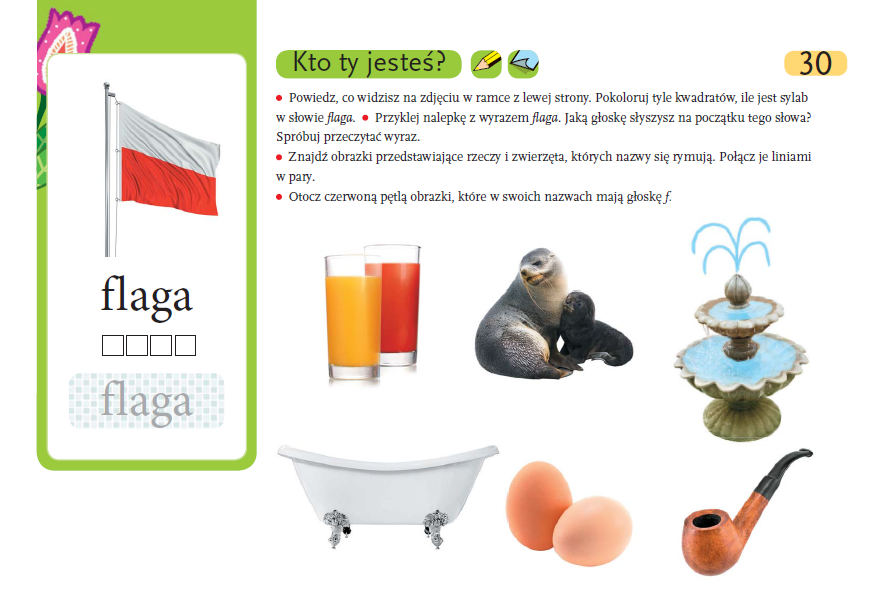 Kto ty jesteś?
30
● Powiedz, co widzisz na zdjęciu w ramce z lewej strony. Pokoloruj tyle kwadratów, ile jest sylab
w słowie flaga. ● Przyklej nalepkę z wyrazem flaga. Jaką głoskę słyszysz na początku tego słowa?
Spróbuj przeczytać wyraz.
● Znajdź obrazki przedstawiające rzeczy i zwierzęta, których nazwy się rymują. Połącz je liniami
w pary.
● Otocz czerwoną pętlą obrazki, które w swoich nazwach mają głoskę f.
flaga
flaga